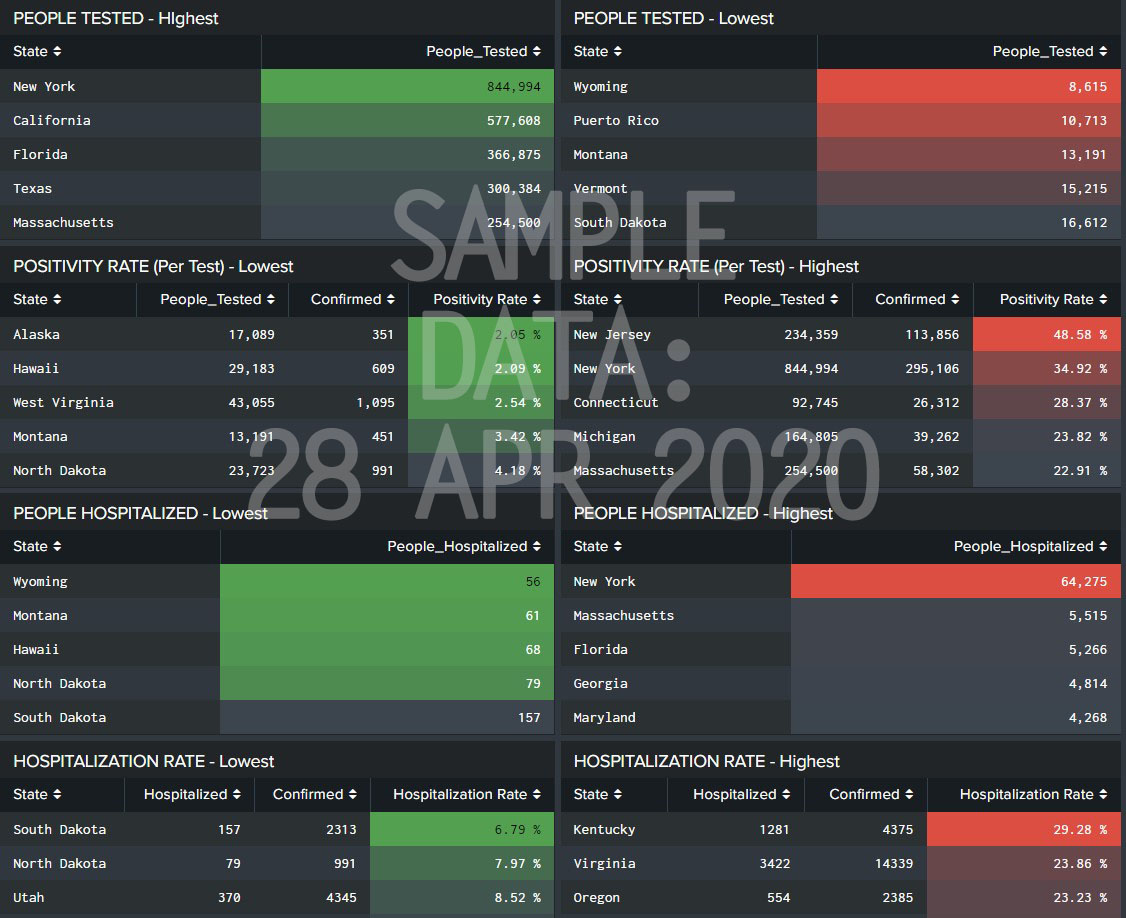 PEOPLE TESTED - HIghest
State People_Tested
New York 844,994
California 577,608
Florida 366,875
Texas 300,384
Massachusetts 254,500
PEOPLE TESTED - Lowest
State People_Tested
Wyoming 8,615
Puerto Rico 10,713
Montana 13,191
Vermont 15,215
South Dakota 16,612
POSITIVITY RATE (Per Test) - Lowest
State People_Tested Confirmed Positivity Rate
Alaska 17,089 351 2.05 %
Hawaii 29,183 609 2.09 %
West Virginia 43,055 1,095 2.54 %
Montana 13,191 451 3.42 %
North Dakota 23,723 991 4.18 %
POSITIVITY RATE (Per Test) - Highest
State People_Tested Confirmed Positivity Rate
New Jersey 234,359 113,856 48.58 %
New York 844,994 295,106 34.92 %
Connecticut 92,745 26,312 28.37 %
Michigan 164,805 39,262 23.82 %
Massachusetts 254,500 58,302 22.91 %
PEOPLE HOSPITALIZED - Lowest
State People_Hospitalized
Wyoming 56
Montana 61
Hawaii 68
North Dakota 79
South Dakota 157
PEOPLE HOSPITALIZED - Highest
State People_Hospitalized
New York 64,275
Massachusetts 5,515
Florida 5,266
Georgia 4,814
Maryland 4,268
HOSPITALIZATION RATE - Lowest
State Hospitalized Confirmed Hospitalization Rate
South Dakota 157 2313 6.79 %
North Dakota 79 991 7.97 %
Utah 370 4345 8.52 %
HOSPITALIZATION RATE - Highest
State Hospitalized Confirmed Hospitalization Rate
Kentucky 1281 4375 29.28 %
Virginia 3422 14339 23.86 %
Oregon 554 2385 23.23 %
SAMPLE
DATA:
28 APR 2020